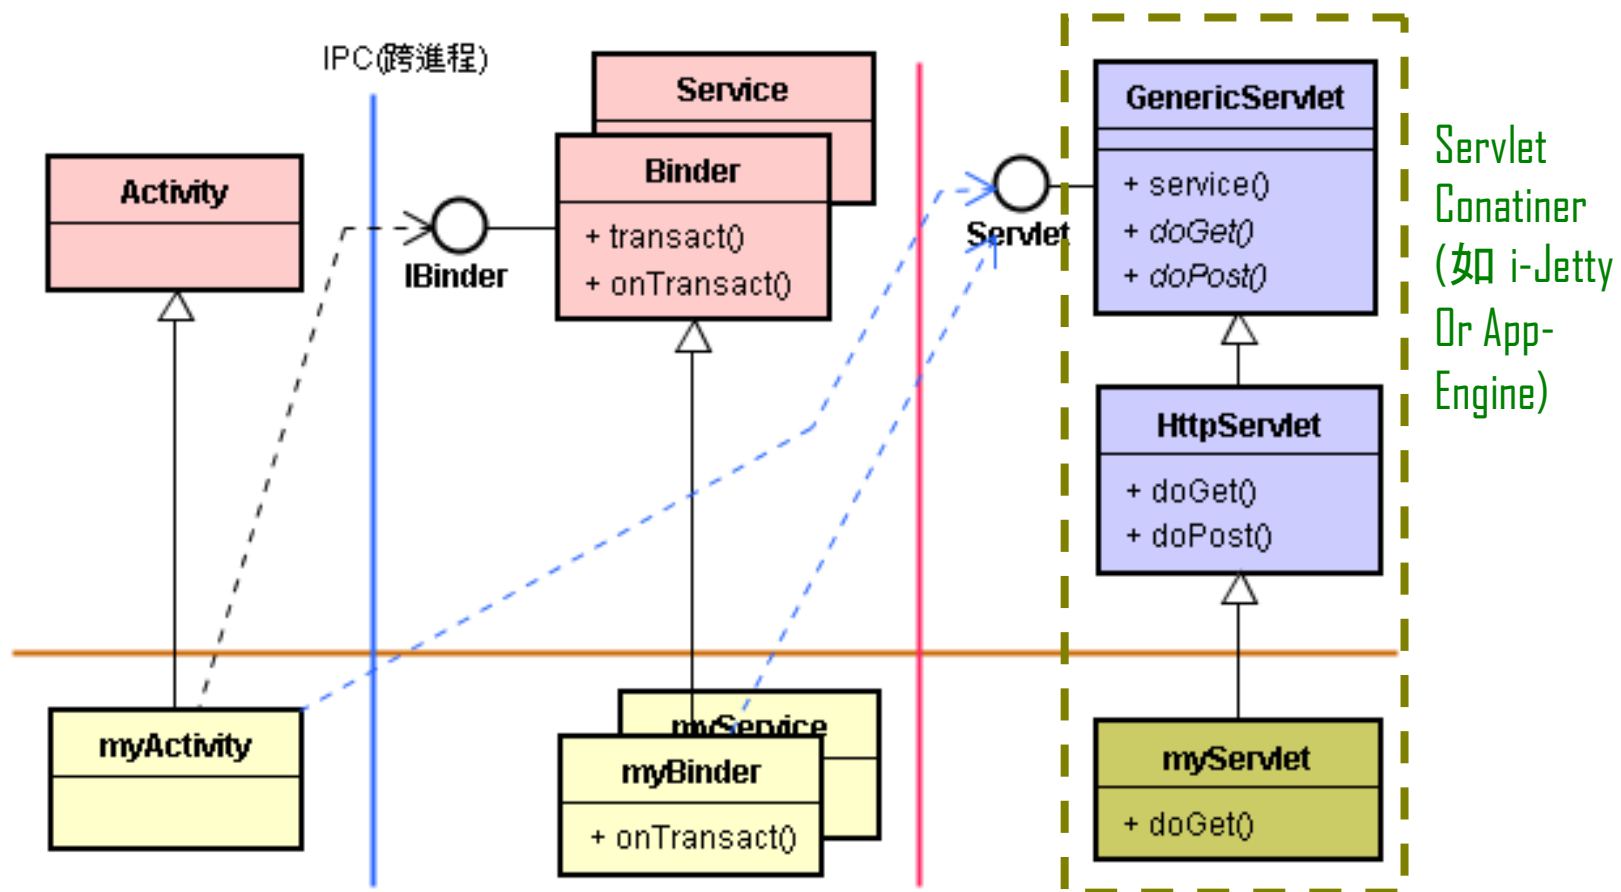 IPC(跨進程)
Activity
myActivity
IBinder
Service
Binder
+ transact()
+ onTransact()
myService
myBinder
+ onTransact()
Servlet
GenericServlet
+ service()
+ doGet()
+ doPost()
HttpServlet
+ doGet()
+ doPost()
myServlet
+ doGet()
Servlet
Conatiner
(如 i-Jetty
Or App-
Engine)